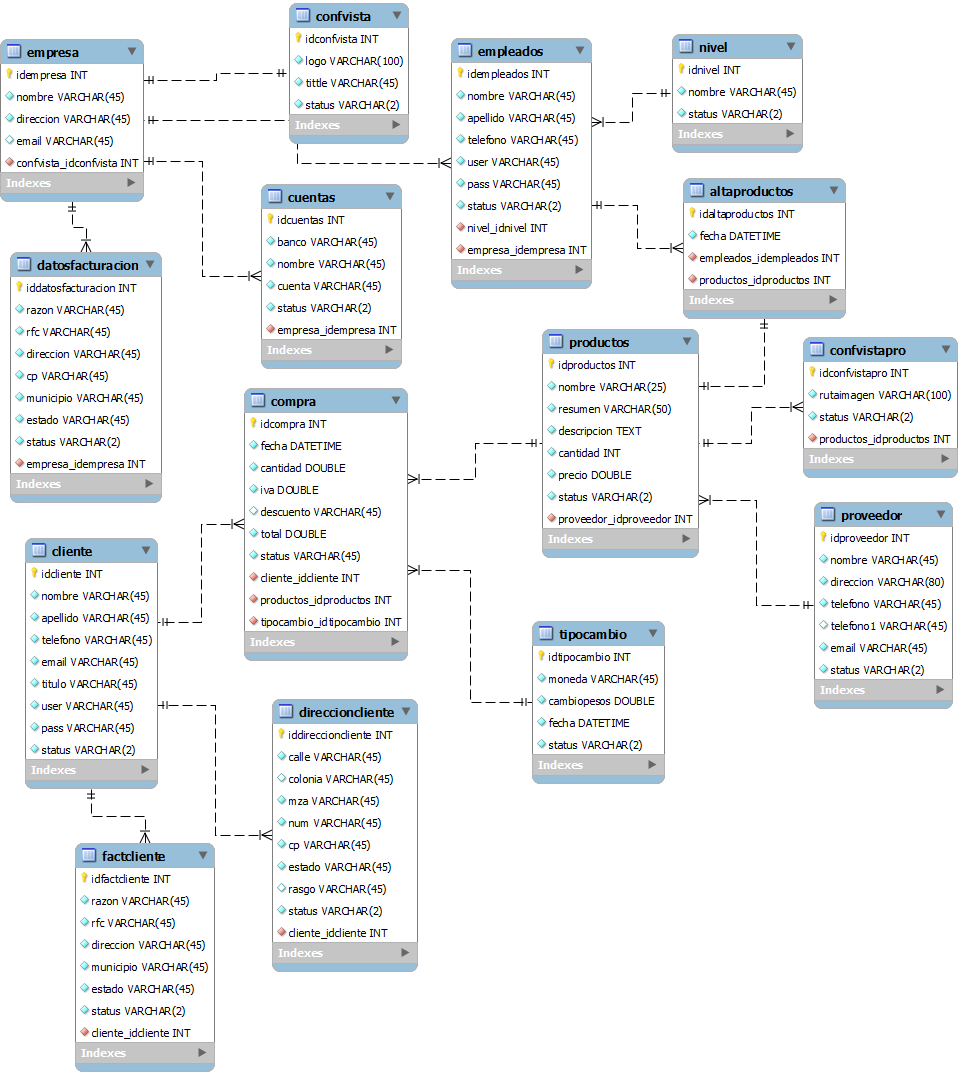 empresa
idempresa INT
nombre VARCHAR(45)
direccion VARCHAR(45)
email VARCHAR(45)
confvista_idconfvista INT
Indexes
confvista
idconfvista INT
logo VARCHAR(100)
tittle VARCHAR(45)
status VARCHAR(2)
Indexes
empleados
idempleados INT
nombre VARCHAR(45)
apellido VARCHAR(45)
telefono VARCHAR(45)
user VARCHAR(45)
pass VARCHAR(45)
status VARCHAR(2)
nivel_idnivel INT
empresa_idempresa INT
Indexes
nivel
idnivel INT
nombre VARCHAR(45)
status VARCHAR(2)
Indexes
cuentas
idcuentas INT
banco VARCHAR(45)
nombre VARCHAR(45)
cuenta VARCHAR(45)
status VARCHAR(2)
empresa_idempresa INT
Indexes
altaproductos
idaltaproductos INT
fecha DATETIME
empleados_idempleados INT
productos_idproductos INT
Indexes
datosfacturacion
iddatosfacturacion INT
razon VARCHAR(45)
rfc VARCHAR(45)
direccion VARCHAR(45)
cp VARCHAR(45)
municipio VARCHAR(45)
estado VARCHAR(45)
status VARCHAR(2)
empresa_idempresa INT
Indexes
productos
idproductos INT
nombre VARCHAR(25)
resumen VARCHAR(50)
descripcion TEXT
cantidad INT
precio DOUBLE
status VARCHAR(2)
proveedor_idproveedor INT
Indexes
confvistapro
idconfvistapro INT
rutaimagen VARCHAR(100)
status VARCHAR(2)
productos_idproductos INT
Indexes
compra
idcompra INT
fecha DATETIME
cantidad DOUBLE
iva DOUBLE
descuento VARCHAR(45)
total DOUBLE
status VARCHAR(45)
cliente_idcliente INT
productos_idproductos INT
tipocambio_idtipocambio INT
Indexes
proveedor
idproveedor INT
nombre VARCHAR(45)
direccion VARCHAR(80)
telefono VARCHAR(45)
telefono1 VARCHAR(45)
email VARCHAR(45)
status VARCHAR(2)
Indexes
cliente
idcliente INT
nombre VARCHAR(45)
apellido VARCHAR(45)
telefono VARCHAR(45)
email VARCHAR(45)
titulo VARCHAR(45)
user VARCHAR(45)
pass VARCHAR(45)
status VARCHAR(2)
Indexes
tipocambio
idtipocambio INT
moneda VARCHAR(45)
cambiopesos DOUBLE
fecha DATETIME
status VARCHAR(2)
Indexes
direccioncliente
iddireccioncliente INT
calle VARCHAR(45)
colonia VARCHAR(45)
mza VARCHAR(45)
num VARCHAR(45)
cp VARCHAR(45)
estado VARCHAR(45)
rasgo VARCHAR(45)
status VARCHAR(2)
cliente_idcliente INT
Indexes
factcliente
idfactcliente INT
razon VARCHAR(45)
rfc VARCHAR(45)
direccion VARCHAR(45)
municipio VARCHAR(45)
estado VARCHAR(45)
status VARCHAR(2)
cliente_idcliente INT
Indexes